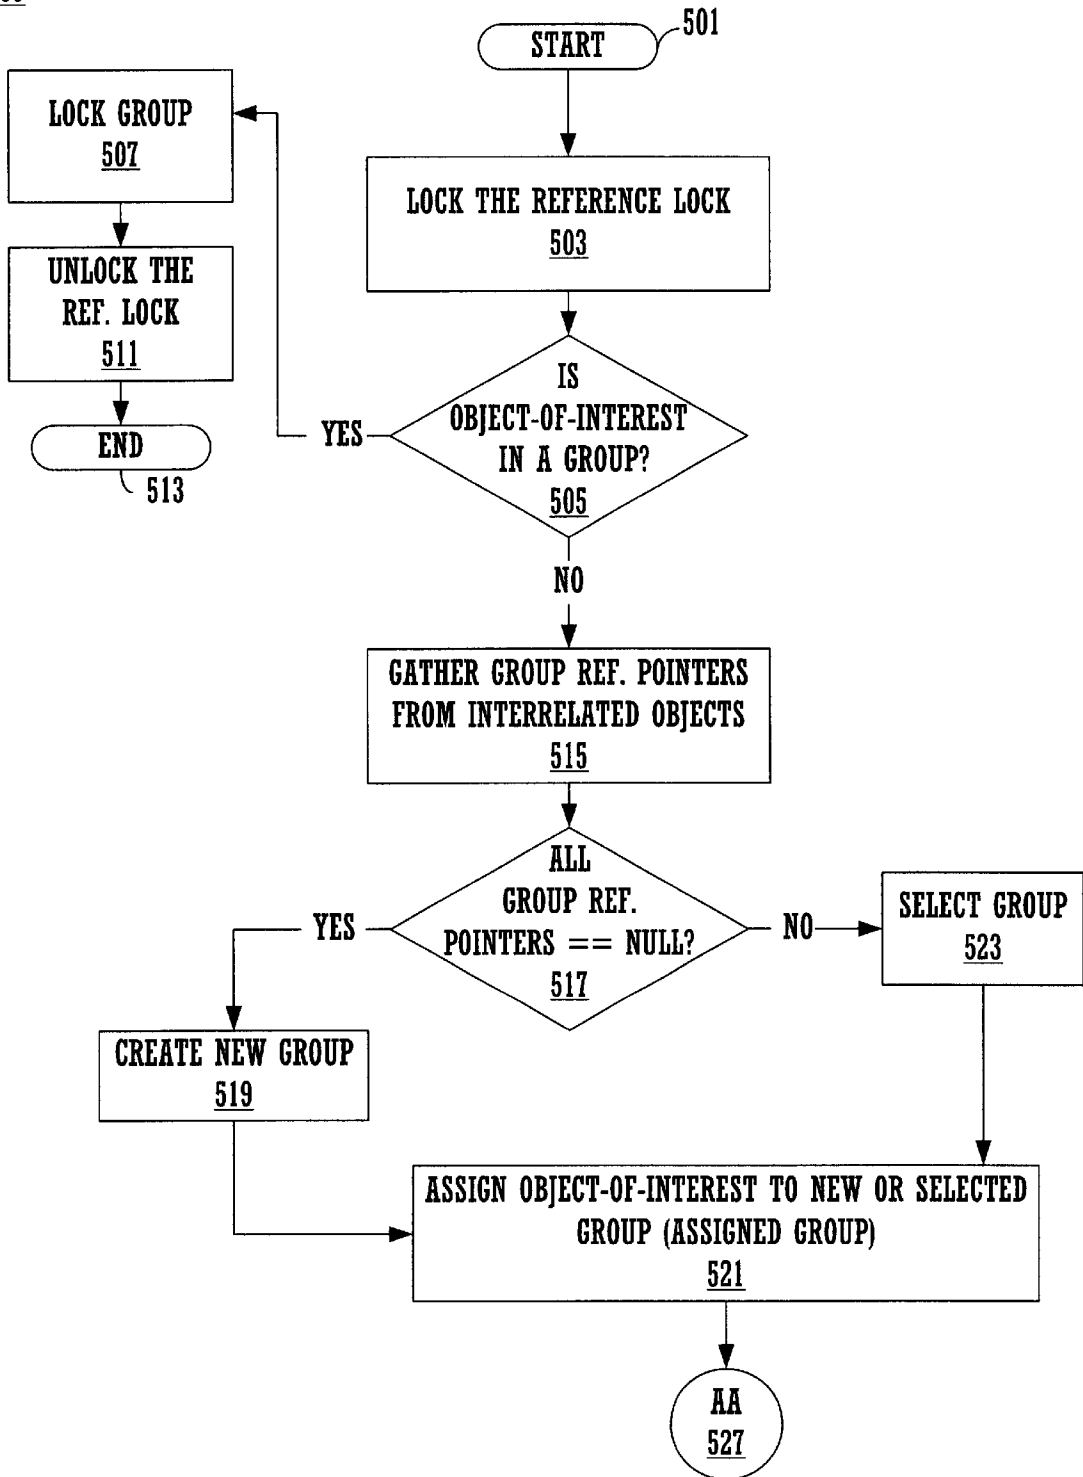 START
501
LOCK GROUP
507
LOCK THE REFERENCE LOCK
503
UNLOCK THE
REF. LOCK
511
END
513
YES
IS
OBJECT-OF-INTEREST
IN A GROUP?
505
NO
GATHER GROUP REF. POINTERS
FROM INTERRELATED OBJECTS
515
ALL
GROUP REF.
POINTERS == NULL?
517
YES
NO
SELECT GROUP
523
CREATE NEW GROUP
519
ASSIGN OBJECT-OF-INTEREST TO NEW OR SELECTED
GROUP (ASSIGNED GROUP)
521
AA
527